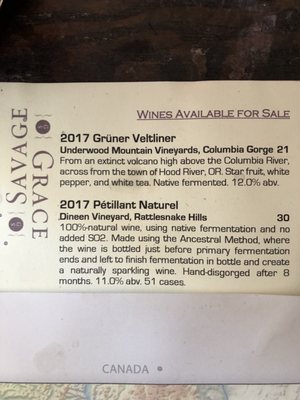 WINES AVAILABLE FOR SALE
SAVAGE
GRACE
2017 Grüner Veltliner
Underwood Mountain Vineyards, Columbia Gorge 21
From an extinct volcano high above the Columbia River,
across from the town of Hood River, OR. Star fruit, white
pepper, and white tea. Native fermented. 12.0% abv.
2017 Pétillant Naturel
Dineen Vineyard, Rattlesnake Hills 30
100%-natural wine, using native fermentation and no
added SO2. Made using the Ancestral Method, where
the wine is bottled just before primary fermentation
ends and left to finish fermentation in bottle and create
a naturally sparkling wine. Hand-disgorged after 8
months. 11.0% abv. 51 cases.
CANADA